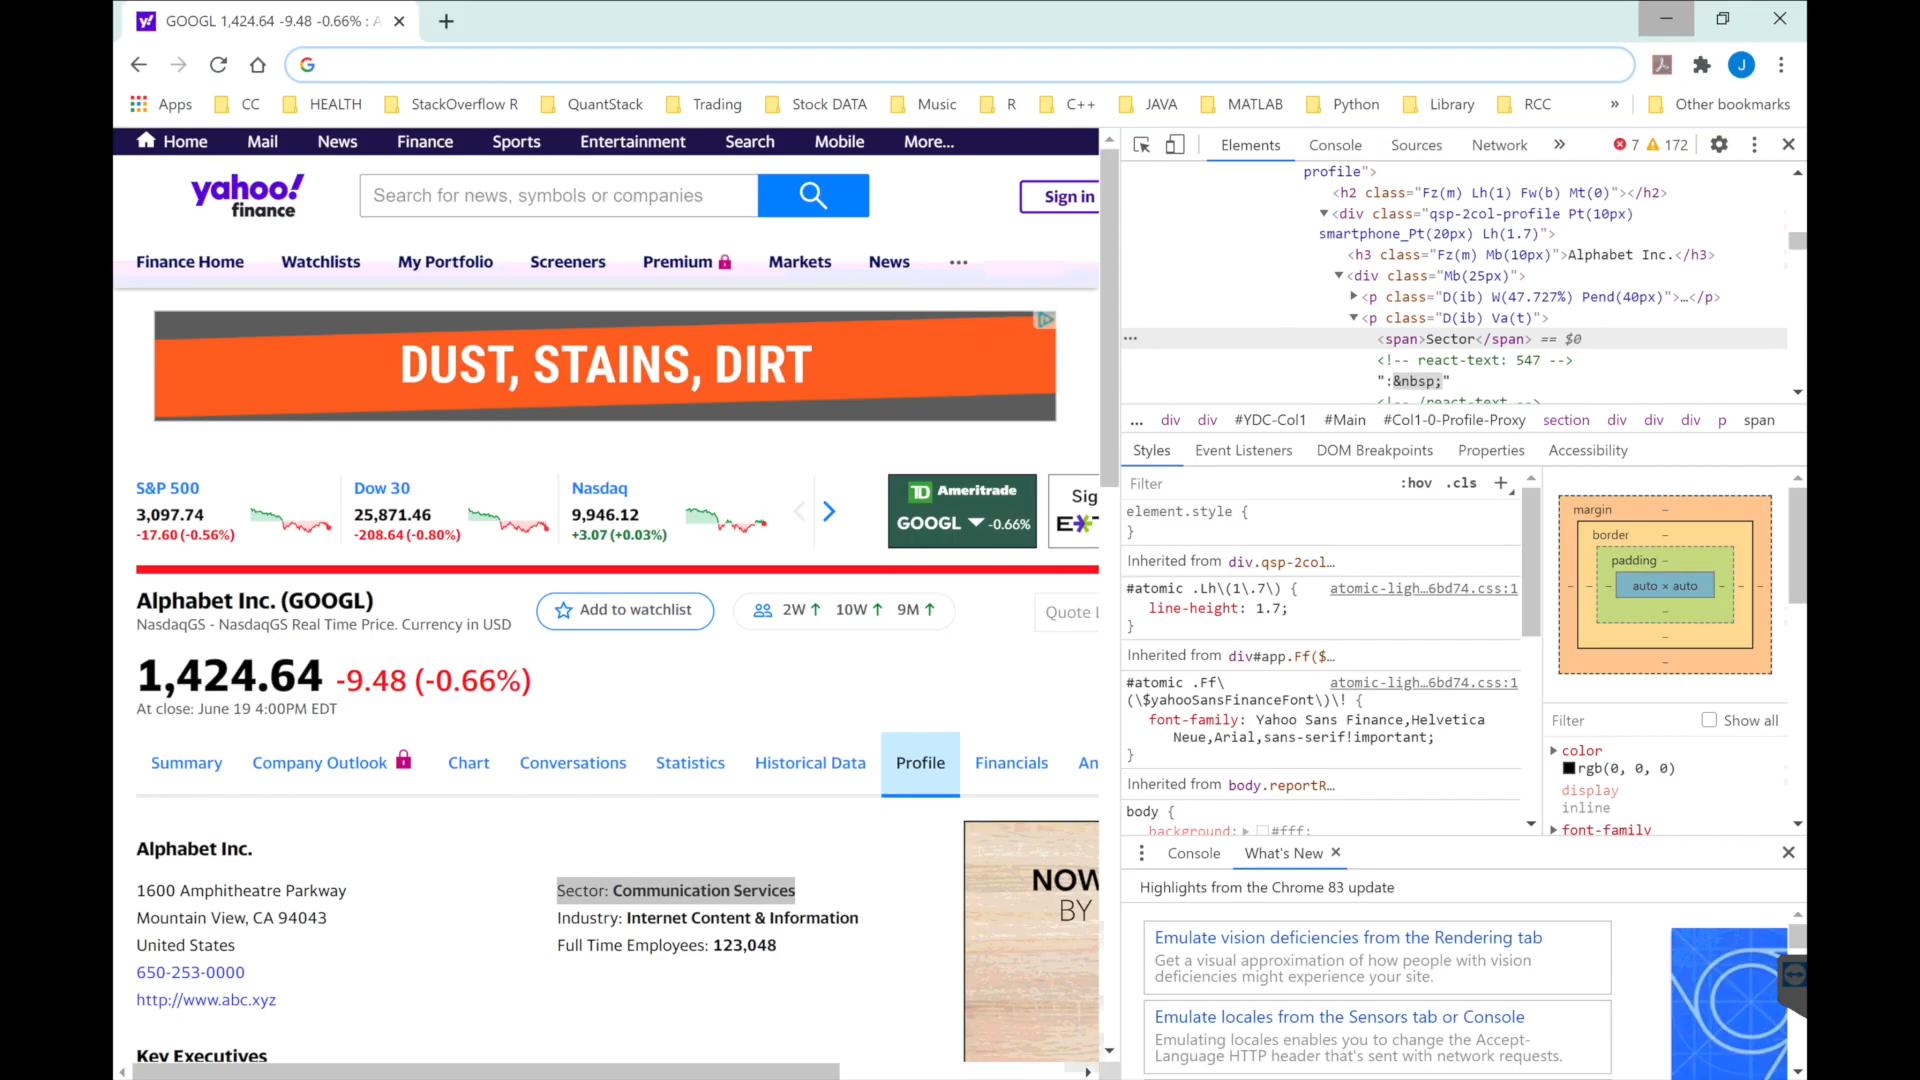 GOOGL 1,424.64 -9.48 -0.66% : A
Apps CC HEALTH StackOverflow R QuantStack Trading Stock DATA Music R C++ JAVA MATLAB Python Library RCC » Other bookmarks
J
Home Mail News Finance Sports Entertainment Search Mobile More...
yahoo!
finance
Search for news, symbols or companies
Sign in
Finance Home Watchlists My Portfolio Screeners Premium Markets News ...
DUST, STAINS, DIRT
S&P 500
3,097.74
-17.60 (-0.56%)
Dow 30
25,871.46
-208.64 (-0.80%)
Nasdaq
9,946.12
+3.07 (+0.03%)
TD Ameritrade
GOOGL -0.66%
Sig
E
Alphabet Inc. (GOOGL)
NasdaqGS - NasdaqGS Real Time Price. Currency in USD
Add to watchlist
2W↑ 10W↑ 9M↑
Quote L
1,424.64 -9.48 (-0.66%)
At close: June 19 4:00PM EDT
Summary Company Outlook Chart Conversations Statistics Historical Data Profile Financials An
Alphabet Inc.
1600 Amphitheatre Parkway
Mountain View, CA 94043
United States
650-253-0000
http://www.abc.xyz
Sector: Communication Services
Industry: Internet Content & Information
Full Time Employees: 123,048
NOW
BY
Key Executives
Elements Console Sources Network » 7 172
profile">
<h2 class="Fz(m) Lh(1) Fw(b) Mt(0)"></h2>
<div class="qsp-2col-profile Pt(10px)
smartphone_Pt(20px) Lh(1.7)">
<h3 class="Fz(m) Mb(10px)">Alphabet Inc.</h3>
<div class="Mb(25px)">
<p class="D(ib) W(47.727%) Pend(40px)">…</p>
<p class="D(ib) Va(t)">
<span>Sector</span> == $0
<!-- react-text: 547 -->
":&nbsp;"
<!-- /react-text -->
... div div #YDC-Col1 #Main #Col1-0-Profile-Proxy section div div div p span
Styles Event Listeners DOM Breakpoints Properties Accessibility
Filter :hov .cls +
element.style {
}
Inherited from div.qsp-2col…
#atomic .Lh\(1\.7\) { atomic-ligh…6bd74.css:1
line-height: 1.7;
}
Inherited from div#app.Ff($…
#atomic .Ff\ atomic-ligh…6bd74.css:1
(\$yahooSansFinanceFont\)\! {
font-family: Yahoo Sans Finance,Helvetica
Neue,Arial,sans-serif!important;
}
Inherited from body.reportR…
body {
background: #fff;
margin –
border –
padding –
auto × auto
Filter Show all
color
rgb(0, 0, 0)
display
inline
font-family
Console What's New
Highlights from the Chrome 83 update
Emulate vision deficiencies from the Rendering tab
Get a visual approximation of how people with vision
deficiencies might experience your site.
Emulate locales from the Sensors tab or Console
Emulating locales enables you to change the Accept-
Language HTTP header that's sent with network requests.